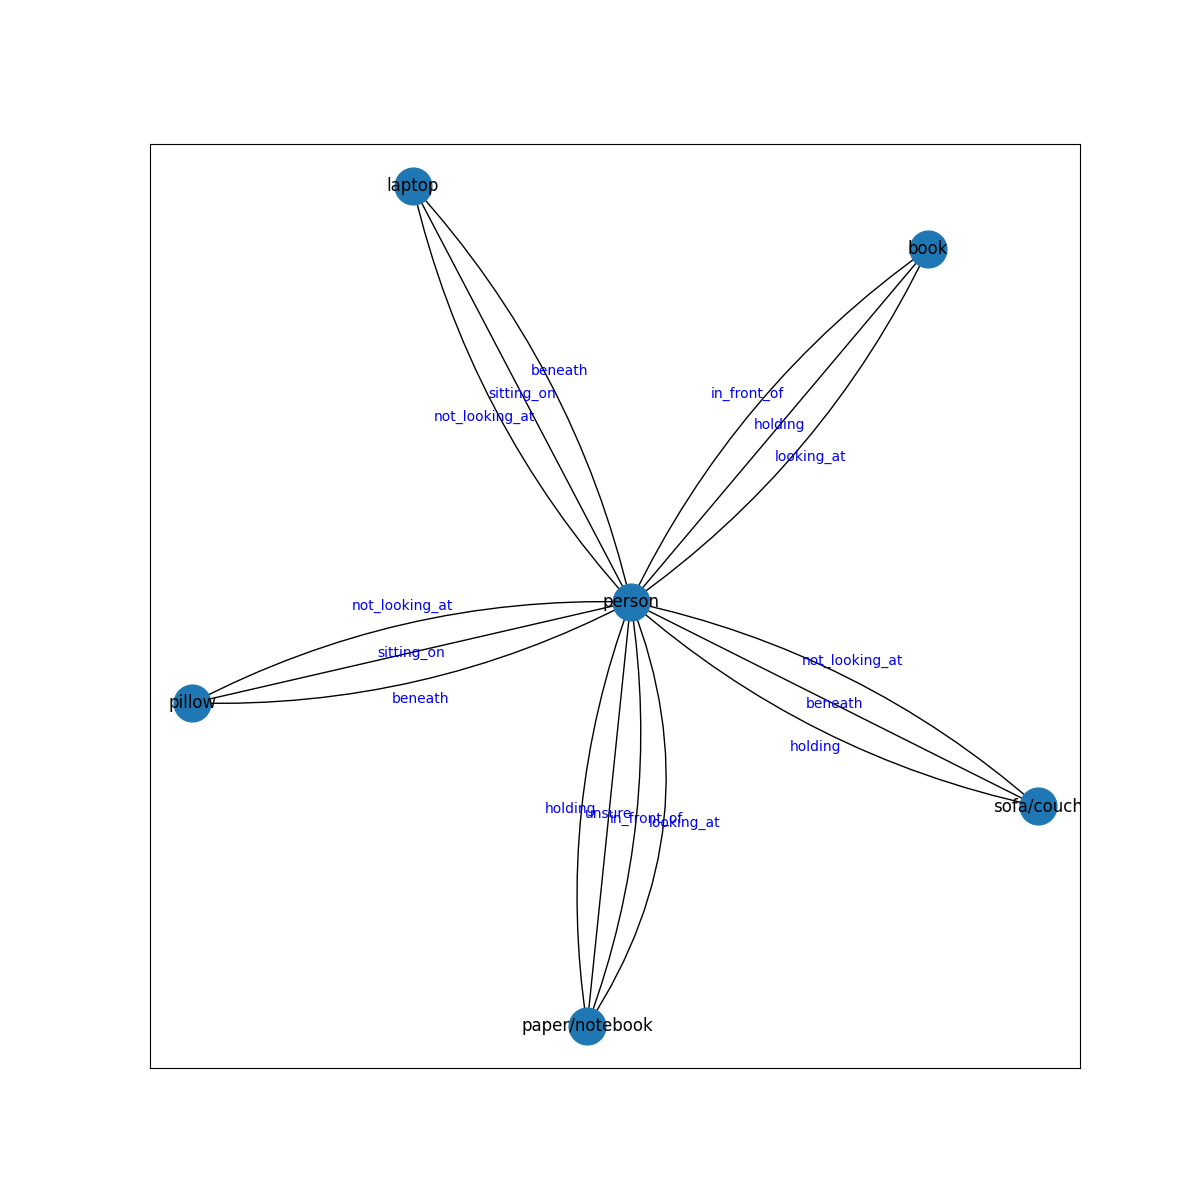 laptop
book
beneath
sitting_on
in_front_of
not_looking_at
holding
looking_at
person
not_looking_at
sitting_on
not_looking_at
beneath
beneath
holding
pillow
holding
unsure
in_front_of
looking_at
sofa/couch
paper/notebook